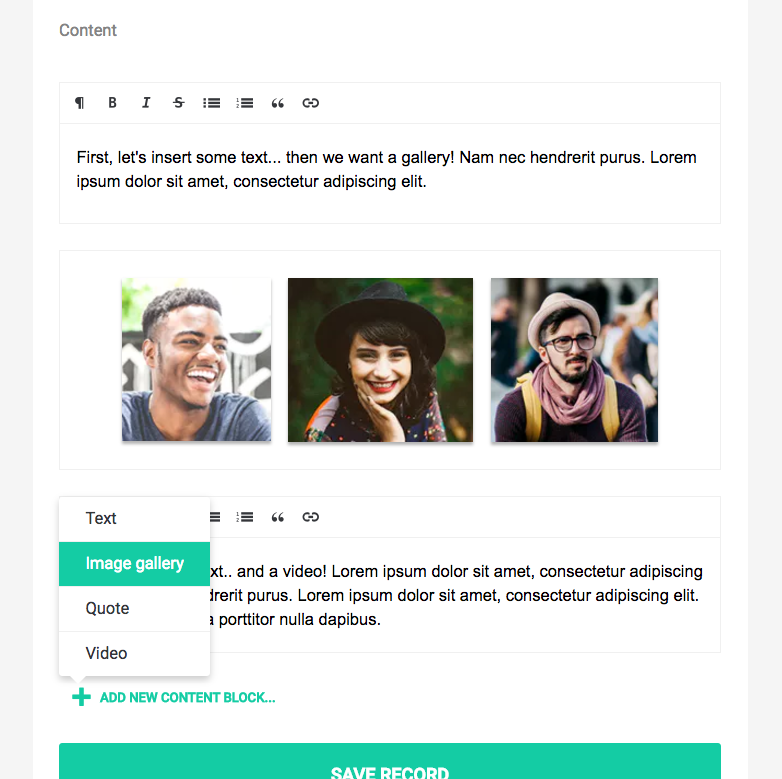 Content
First, let's insert some text... then we want a gallery! Nam nec hendrerit purus. Lorem
ipsum dolor sit amet, consectetur adipiscing elit.
Text
Image gallery
xt.. and a video! Lorem ipsum dolor sit amet, consectetur adipiscing
Quote
drerit purus. Lorem ipsum dolor sit amet, consectetur adipiscing elit.
a porttitor nulla dapibus.
Video
ADD NEW CONTENT BLOCK...
SAVE RECORD